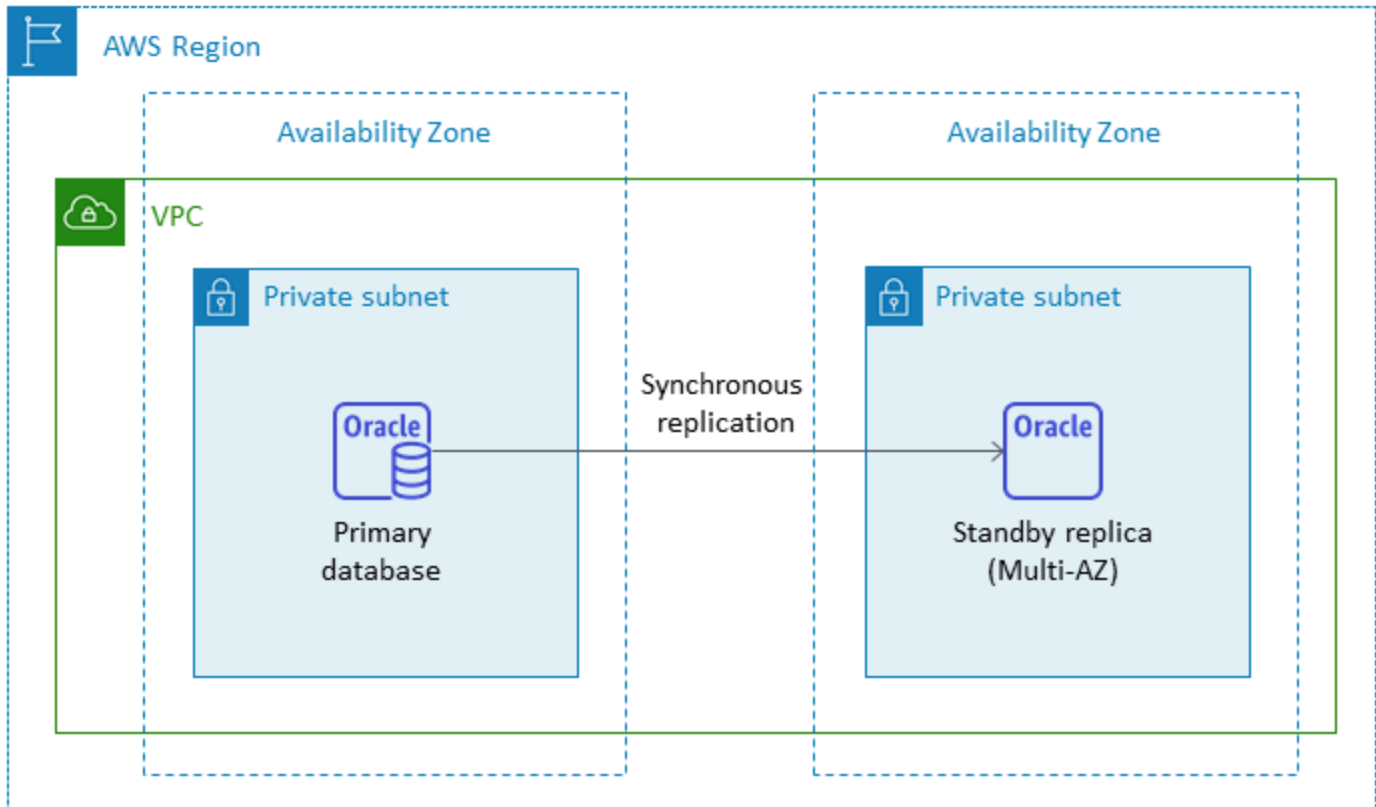 AWS Region
Availability Zone
Availability Zone
VPC
Private subnet
Private subnet
Synchronous
replication
Oracle
Oracle
Primary
database
Standby replica
(Multi-AZ)